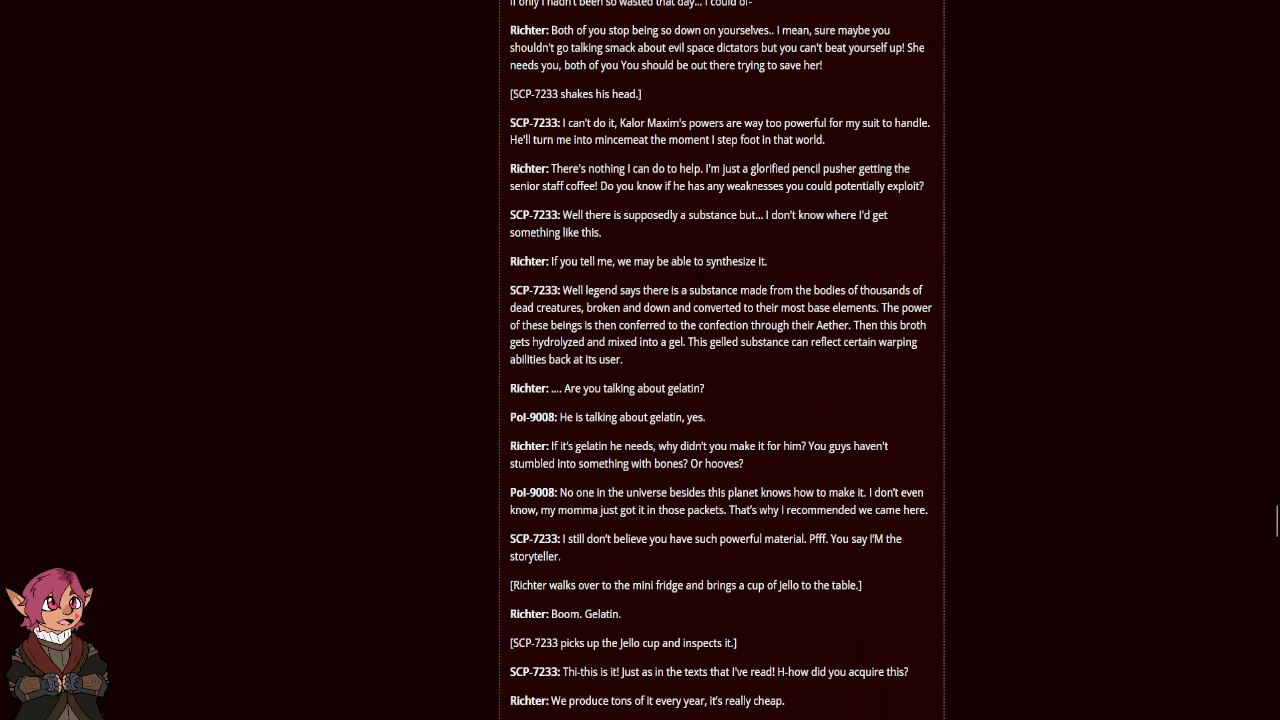 if only I hadn't been so wasted that day... I could of-
Richter: Both of you stop being so down on yourselves.. I mean, sure maybe you
shouldn't go talking smack about evil space dictators but you can't beat yourself up! She
needs you, both of you You should be out there trying to save her!
[SCP-7233 shakes his head.]
SCP-7233: I can't do it, Kalor Maxim's powers are way too powerful for my suit to handle.
He'll turn me into mincemeat the moment I step foot in that world.
Richter: There's nothing I can do to help. I'm just a glorified pencil pusher getting the
senior staff coffee! Do you know if he has any weaknesses you could potentially exploit?
SCP-7233: Well there is supposedly a substance but... I don't know where I'd get
something like this.
Richter: If you tell me, we may be able to synthesize it.
SCP-7233: Well legend says there is a substance made from the bodies of thousands of
dead creatures, broken and down and converted to their most base elements. The power
of these beings is then conferred to the confection through their Aether. Then this broth
gets hydrolyzed and mixed into a gel. This gelled substance can reflect certain warping
abilities back at its user.
Richter: .... Are you talking about gelatin?
PoI-9008: He is talking about gelatin, yes.
Richter: If it's gelatin he needs, why didn't you make it for him? You guys haven't
stumbled into something with bones? Or hooves?
PoI-9008: No one in the universe besides this planet knows how to make it. I don't even
know, my momma just got it in those packets. That's why I recommended we came here.
SCP-7233: I still don't believe you have such powerful material. Pfff. You say I'M the
storyteller.
[Richter walks over to the mini fridge and brings a cup of Jello to the table.]
Richter: Boom. Gelatin.
[SCP-7233 picks up the Jello cup and inspects it.]
SCP-7233: Thi-this is it! Just as in the texts that I've read! H-how did you acquire this?
Richter: We produce tons of it every year, it's really cheap.